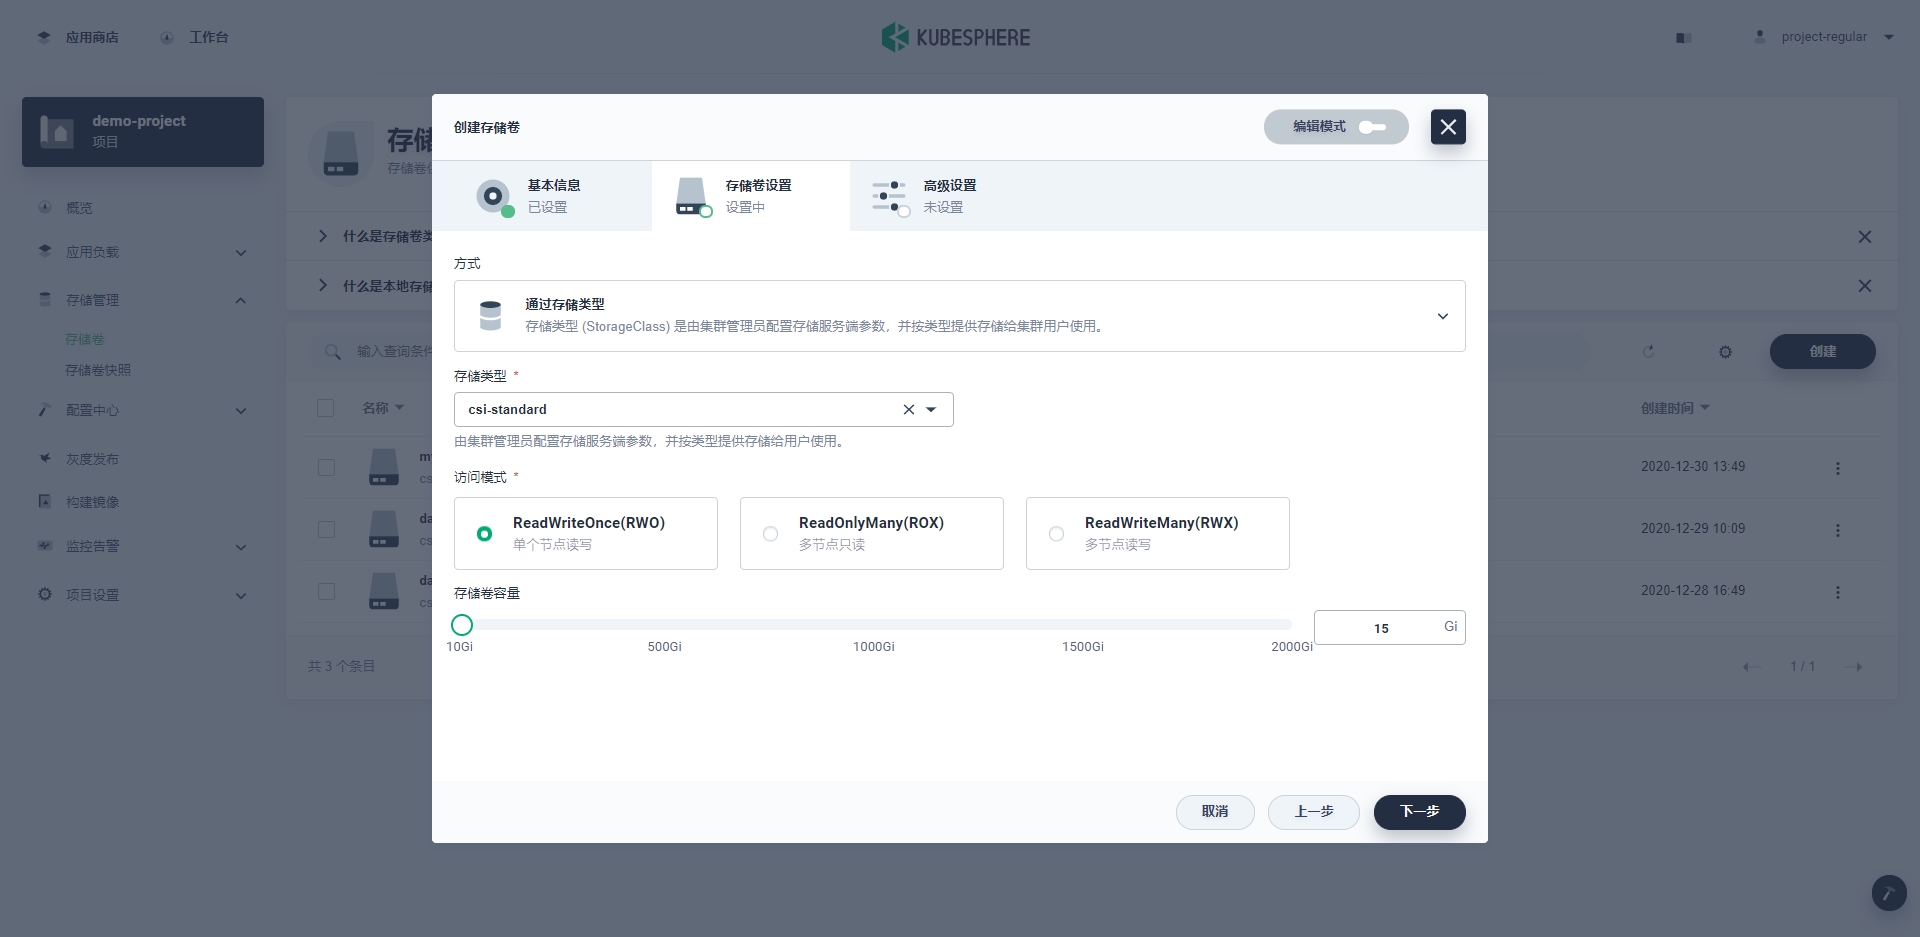 应用商店
工作台
KUBESPHERE
project-regular
demo-project
项目
概览
应用负载
存储管理
存储卷
存储卷快照
配置中心
灰度发布
构建镜像
监控告警
项目设置
存储
存储卷
什么是存储卷类
什么是本地存储
输入查询条件
创建
名称
创建时间
2020-12-30 13:49
da
2020-12-29 10:09
da
2020-12-28 16:49
共 3 个条目
1 / 1
创建存储卷
编辑模式
基本信息
已设置
存储卷设置
设置中
高级设置
未设置
方式
通过存储类型
存储类型 (StorageClass) 是由集群管理员配置存储服务端参数，并按类型提供存储给集群用户使用。
存储类型 *
csi-standard
由集群管理员配置存储服务端参数，并按类型提供存储给用户使用。
访问模式 *
ReadWriteOnce(RWO)
单个节点读写
ReadOnlyMany(ROX)
多节点只读
ReadWriteMany(RWX)
多节点读写
存储卷容量
10Gi
500Gi
1000Gi
1500Gi
2000Gi
15 Gi
取消
上一步
下一步